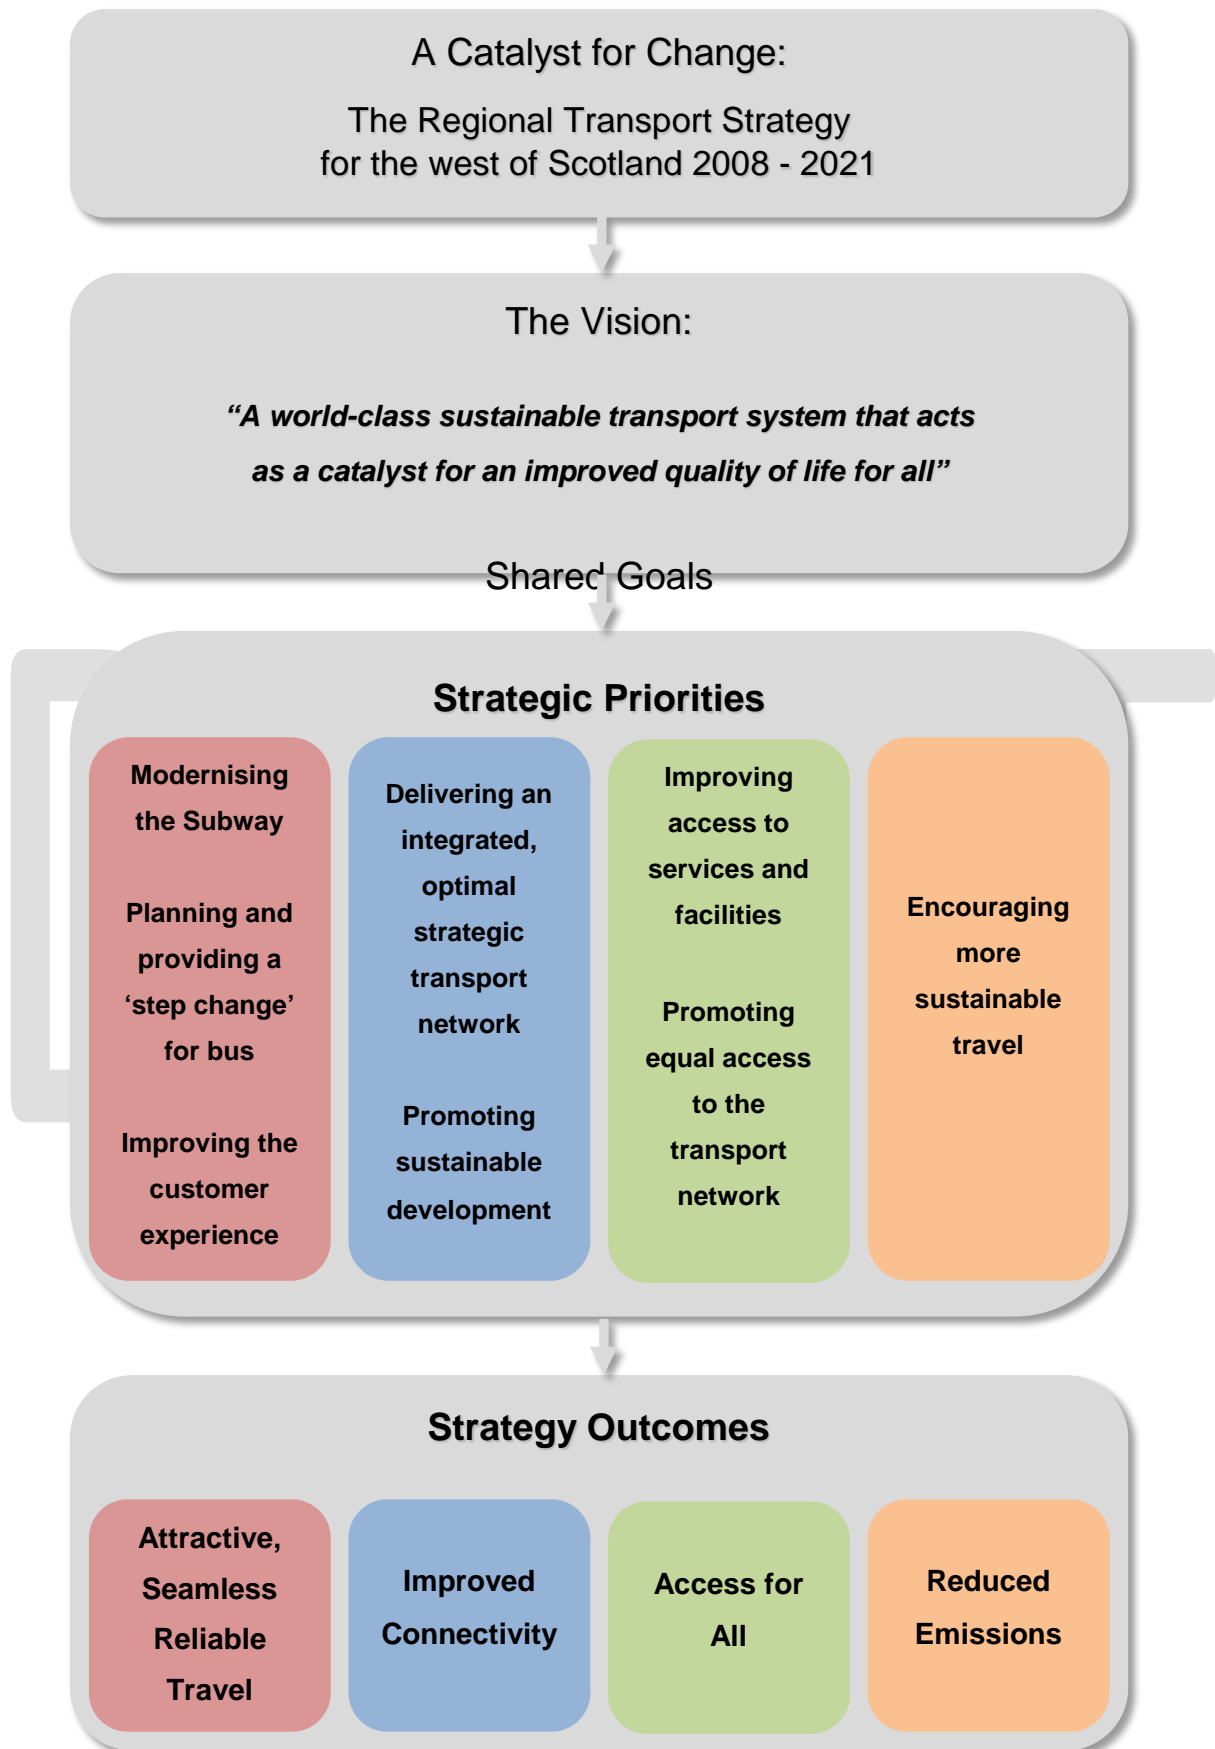 A Catalyst for Change:
The Regional Transport Strategy
for the west of Scotland 2008 - 2021
The Vision:
“A world-class sustainable transport system that acts
as a catalyst for an improved quality of life for all”
Shared Goals
Strategic Priorities
Modernising
the Subway
Planning and
providing a
‘step change’
for bus
Improving the
customer
experience
Delivering an
integrated,
optimal
strategic
transport
network
Promoting
sustainable
development
Improving
access to
services and
facilities
Promoting
equal access
to the
transport
network
Encouraging
more
sustainable
travel
Strategy Outcomes
Attractive,
Seamless
Reliable
Travel
Improved
Connectivity
Access for
All
Reduced
Emissions